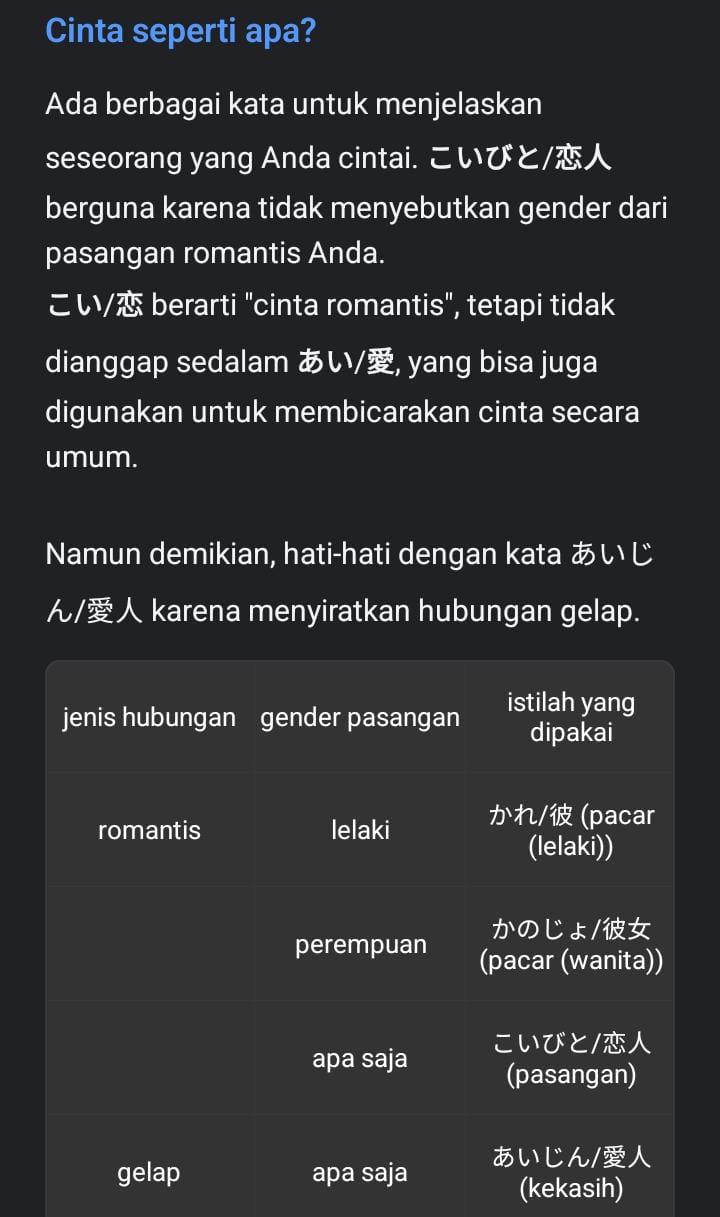 Cinta seperti apa?
Ada berbagai kata untuk menjelaskan
seseorang yang Anda cintai. こいびと/恋人
berguna karena tidak menyebutkan gender dari
pasangan romantis Anda.
こい/恋 berarti "cinta romantis", tetapi tidak
dianggap sedalam あい/愛, yang bisa juga
digunakan untuk membicarakan cinta secara
umum.
Namun demikian, hati-hati dengan kata あいじ
ん/愛人 karena menyiratkan hubungan gelap.
jenis hubungan gender pasangan istilah yang
dipakai
romantis lelaki かれ/彼 (pacar
(lelaki))
perempuan かのじょ/彼女
(pacar (wanita))
apa saja こいびと/恋人
(pasangan)
gelap apa saja あいじん/愛人
(kekasih)